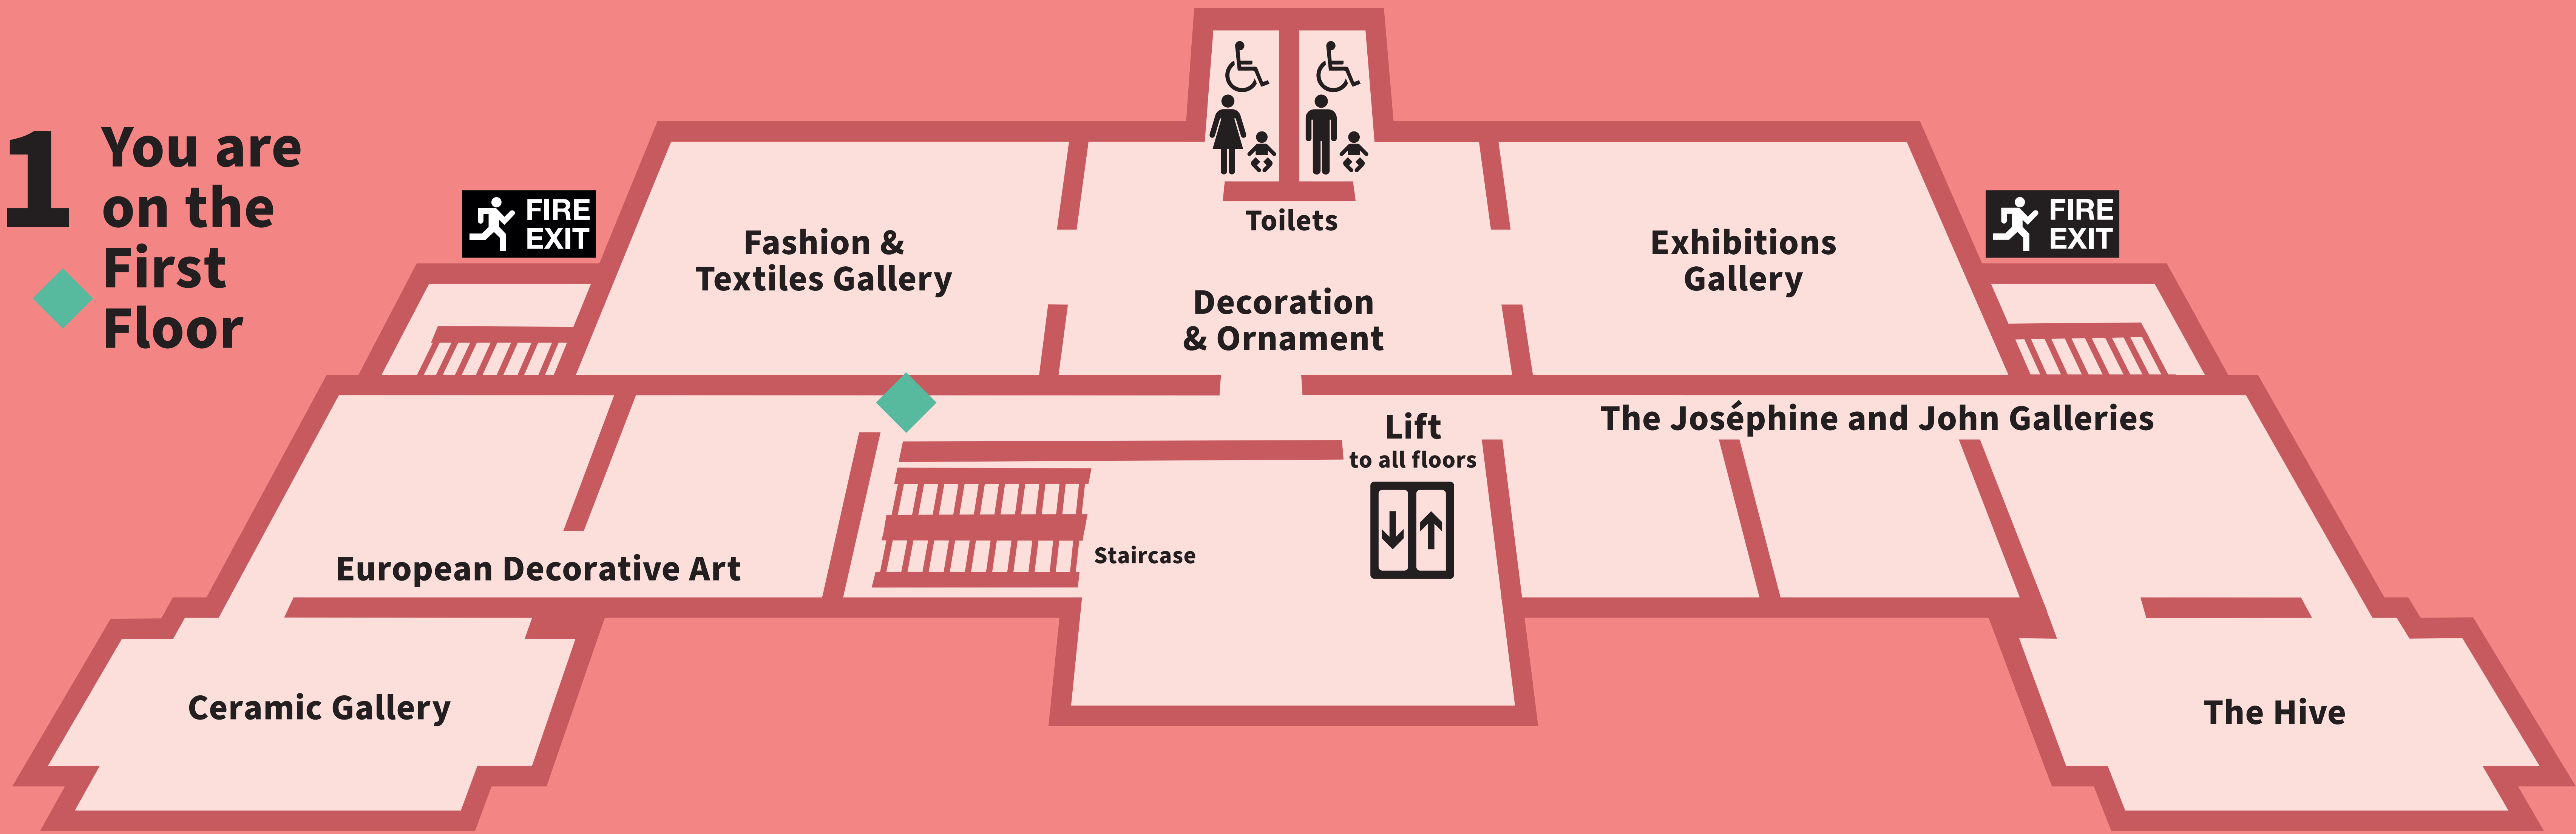 1
You are
on the
First
Floor
FIRE
EXIT
Fashion &
Textiles Gallery
Toilets
Decoration
& Ornament
Exhibitions
Gallery
FIRE
EXIT
The Joséphine and John Galleries
Lift
to all floors
Staircase
European Decorative Art
Ceramic Gallery
The Hive